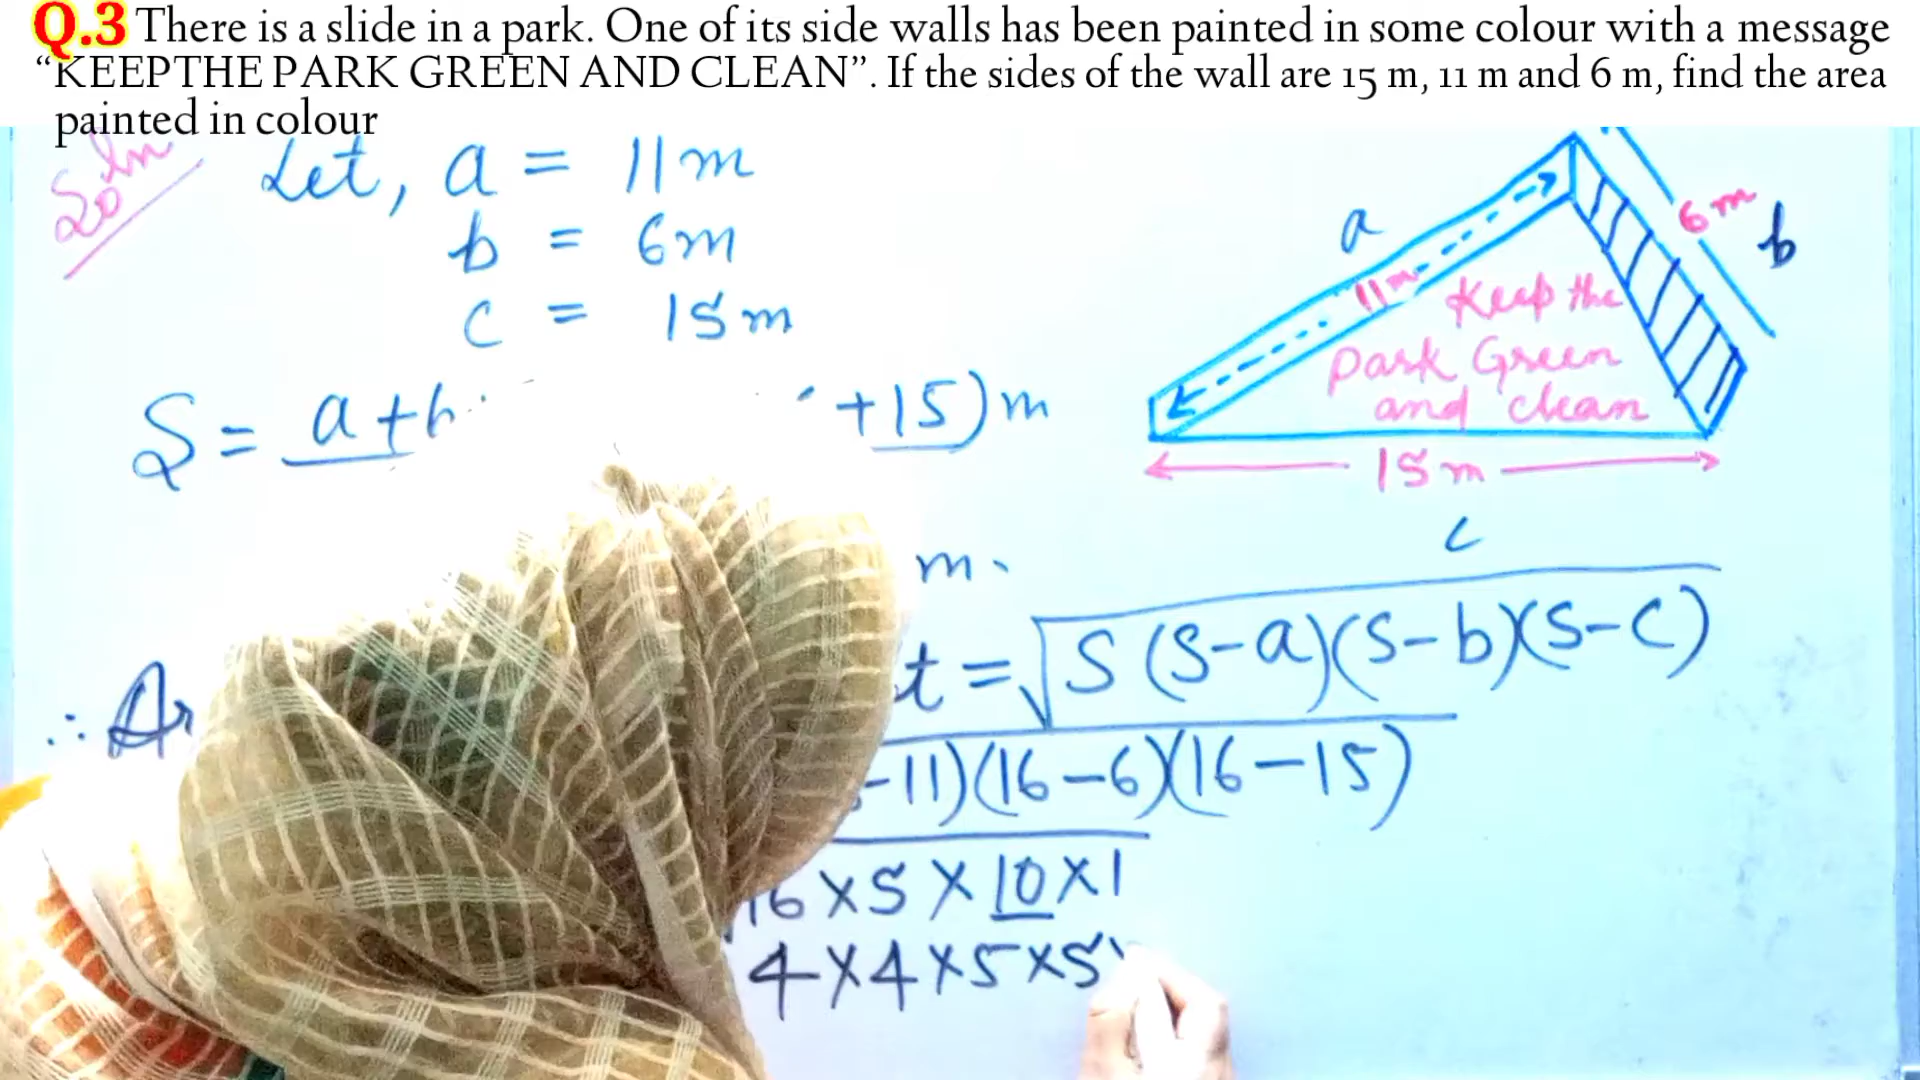 Q.3 There is a slide in a park. One of its side walls has been painted in some colour with a message
“KEEPTHE PARK GREEN AND CLEAN”. If the sides of the wall are 15 m, 11 m and 6 m, find the area
painted in colour
Soln
Let, a = 11m
b = 6m
c = 15m
a
11m
6m
b
Keep the
Park Green
and clean
15m
c
S = a+b
+15)m
m.
∴ Ar
t = √S(S-a)(S-b)(S-c)
-11)(16-6)(16-15)
16×5×10×1
4×4×5×5